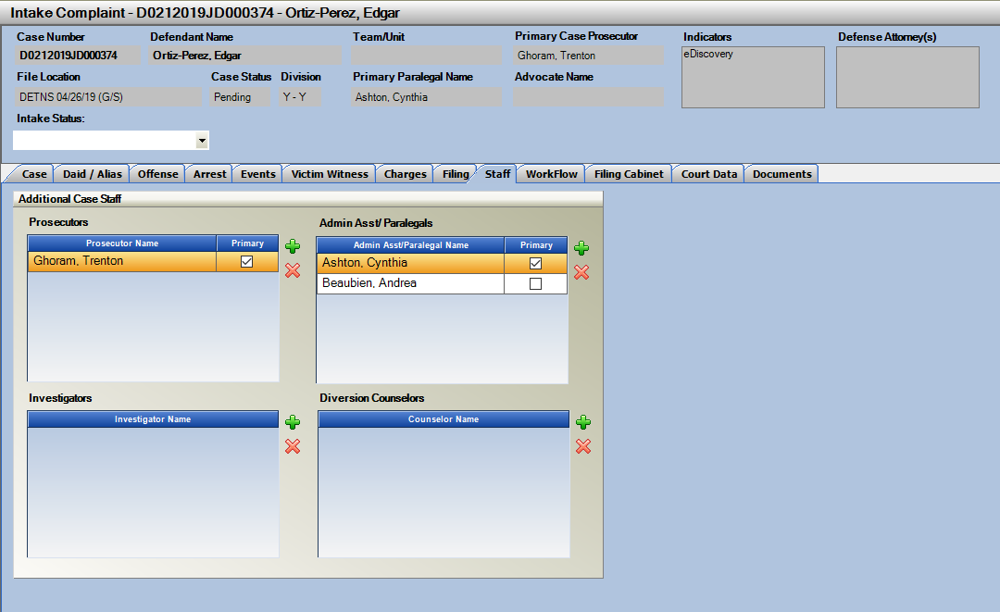 Intake Complaint - D0212019JD000374 - Ortiz-Perez, Edgar
Case Number Defendant Name Team/Unit Primary Case Prosecutor Indicators Defense Attorney(s)
D0212019JD000374 Ortiz-Perez, Edgar Ghoram, Trenton eDiscovery
File Location Case Status Division Primary Paralegal Name Advocate Name
DETNS 04/26/19 (G/S) Pending Y - Y Ashton, Cynthia
Intake Status:
Case Daid / Alias Offense Arrest Events Victim Witness Charges Filing Staff WorkFlow Filing Cabinet Court Data Documents
Additional Case Staff
Prosecutors
Prosecutor Name Primary
Ghoram, Trenton
Admin Asst/ Paralegals
Admin Asst/Paralegal Name Primary
Ashton, Cynthia
Beaubien, Andrea
Investigators
Investigator Name
Diversion Counselors
Counselor Name